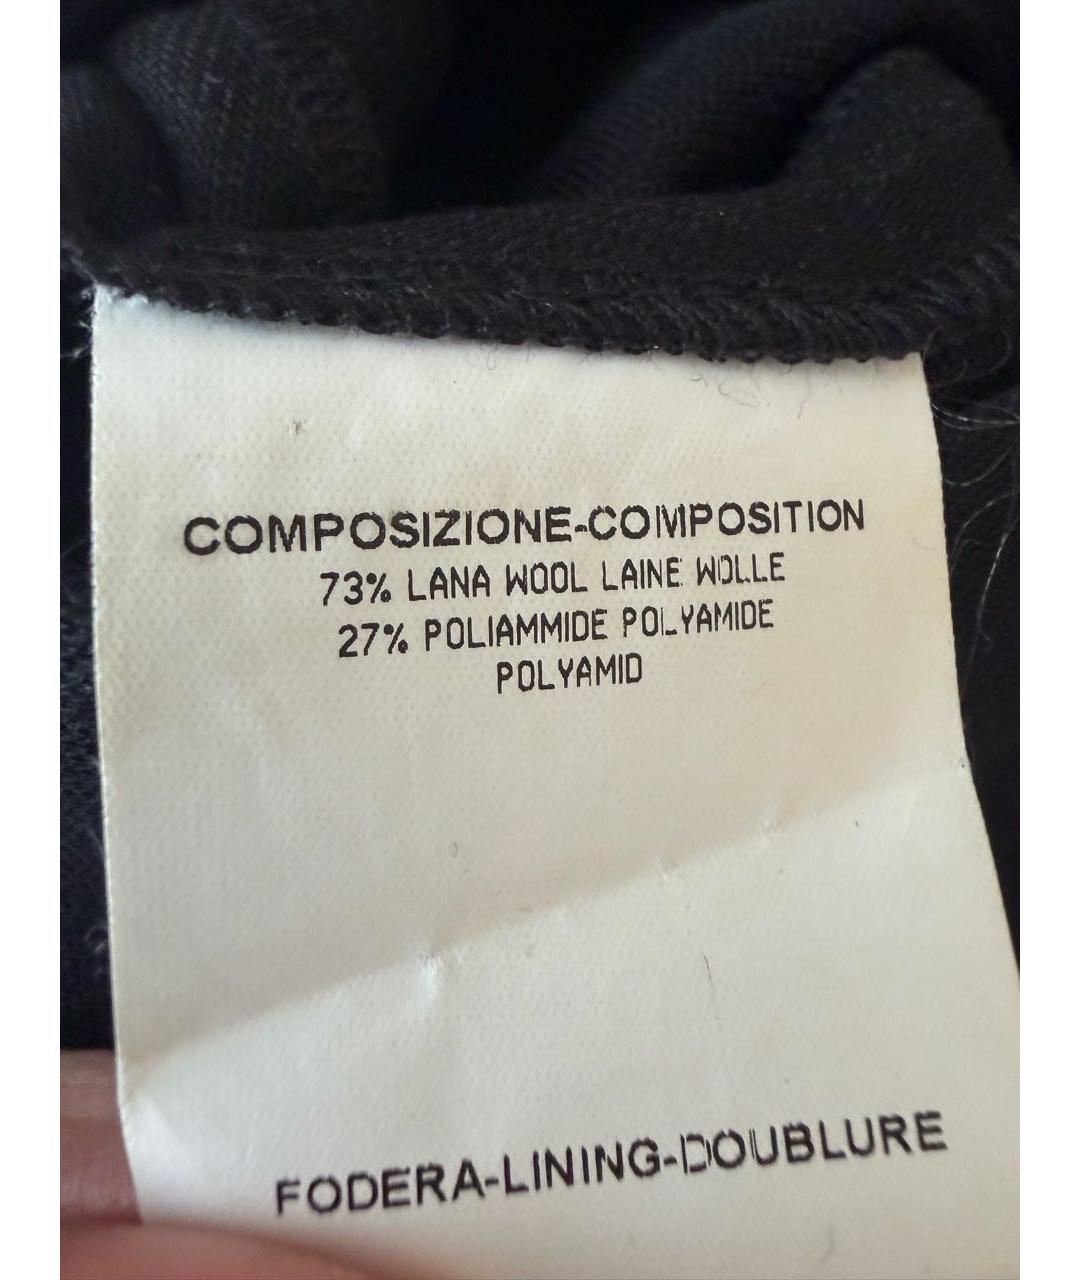 COMPOSIZIONE-COMPOSITION
73% LANA WOOL LAINE WOLLE
27% POLIAMMIDE POLYAMIDE
POLYAMID
FODERA-LINING-DOUBLURE